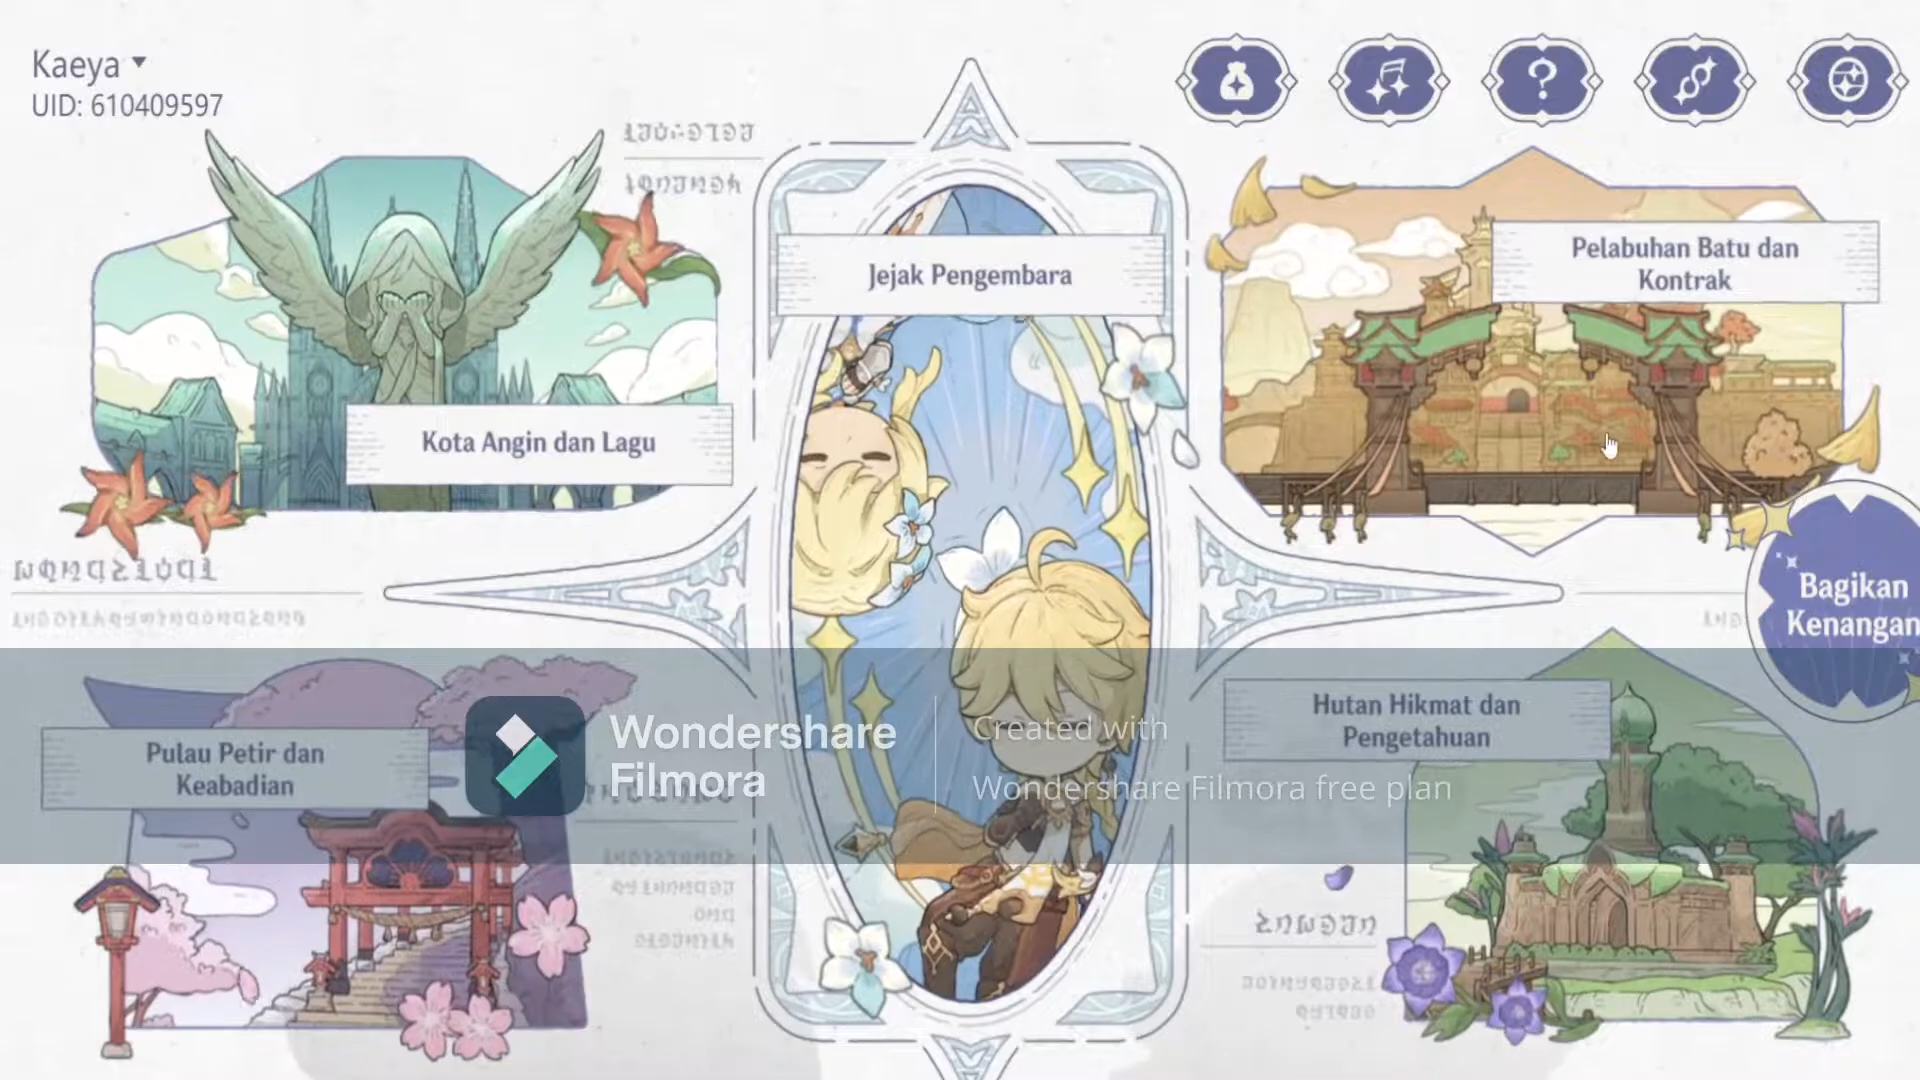 Kaeya
UID: 610409597
Jejak Pengembara
Pelabuhan Batu dan
Kontrak
Kota Angin dan Lagu
Bagikan
Kenangan
Pulau Petir dan
Keabadian
Wondershare
Filmora
Created with
Wondershare Filmora free plan
Hutan Hikmat dan
Pengetahuan